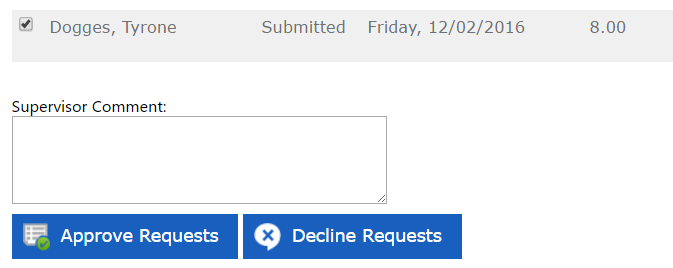 Dogges, Tyrone Submitted Friday, 12/02/2016 8.00
Supervisor Comment:
Approve Requests Decline Requests